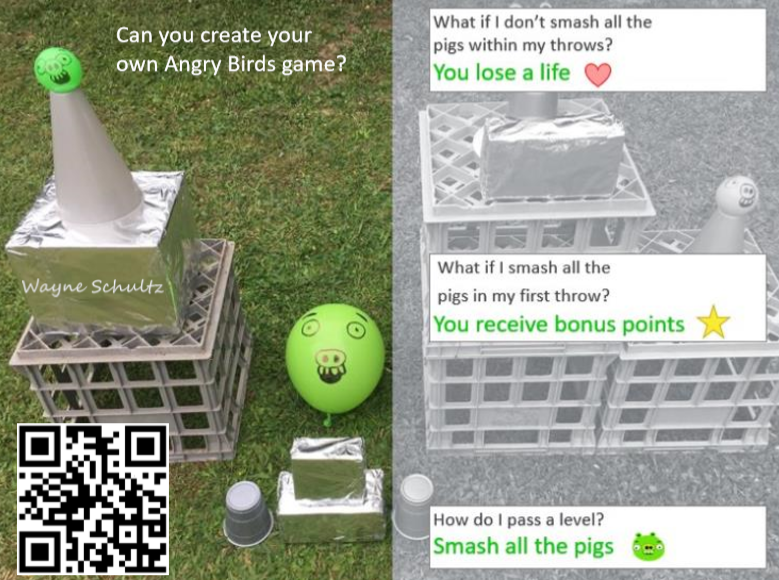 Can you create your
own Angry Birds game?
Wayne Schultz
What if I don't smash all the
pigs within my throws?
You lose a life
What if I smash all the
pigs in my first throw?
You receive bonus points
How do I pass a level?
Smash all the pigs